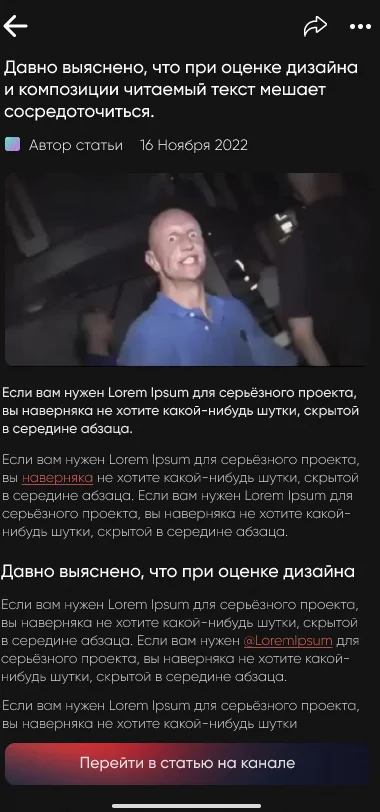 Давно выяснено, что при оценке дизайна
и композиции читаемый текст мешает
сосредоточиться.
Автор статьи 16 Ноября 2022
Если вам нужен Lorem Ipsum для серьёзного проекта,
вы наверняка не хотите какой-нибудь шутки, скрытой
в середине абзаца.
Если вам нужен Lorem Ipsum для серьёзного проекта,
вы наверняка не хотите какой-нибудь шутки, скрытой
в середине абзаца. Если вам нужен Lorem Ipsum для
серьёзного проекта, вы наверняка не хотите какой-
нибудь шутки, скрытой в середине абзаца.
Давно выяснено, что при оценке дизайна
Если вам нужен Lorem Ipsum для серьёзного проекта,
вы наверняка не хотите какой-нибудь шутки, скрытой
в середине абзаца. Если вам нужен @LoremIpsum для
серьёзного проекта, вы наверняка не хотите какой-
нибудь шутки, скрытой в середине абзаца.
Если вам нужен Lorem Ipsum для серьёзного проекта,
вы наверняка не хотите какой-нибудь шутки
Перейти в статью на канале